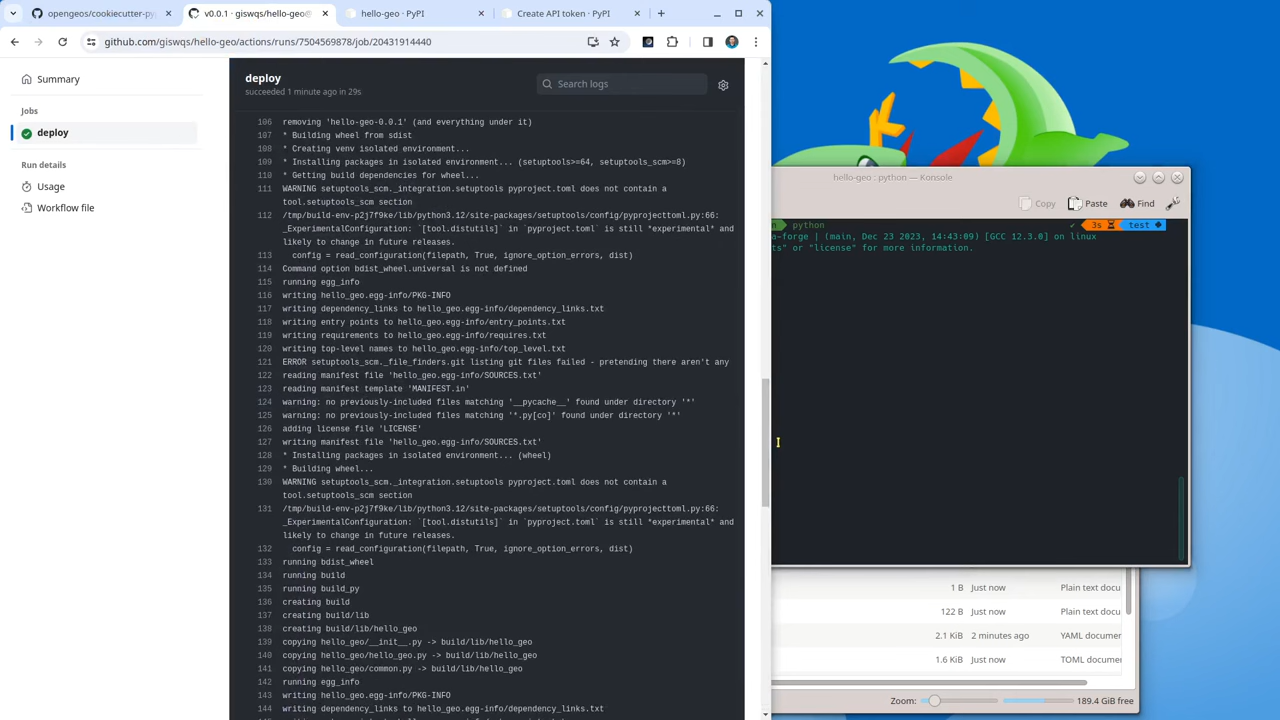 opengeos/cookiecutter-py
v0.0.1 · giswqs/hello-geo@
hello-geo · PyPI
Create API token · PyPI
github.com/giswqs/hello-geo/actions/runs/7504569878/job/20431914440
Summary
Jobs
deploy
Run details
Usage
Workflow file
deploy
succeeded 1 minute ago in 29s
Search logs
106 removing 'hello-geo-0.0.1' (and everything under it)
107 * Building wheel from sdist
108 * Creating venv isolated environment...
109 * Installing packages in isolated environment... (setuptools>=64, setuptools_scm>=8)
110 * Getting build dependencies for wheel...
111 WARNING setuptools_scm._integration.setuptools pyproject.toml does not contain a
tool.setuptools_scm section
112 /tmp/build-env-p2j7f9ke/lib/python3.12/site-packages/setuptools/config/pyprojecttoml.py:66:
_ExperimentalConfiguration: `[tool.distutils]` in `pyproject.toml` is still *experimental* and
likely to change in future releases.
113 config = read_configuration(filepath, True, ignore_option_errors, dist)
114 Command option bdist_wheel.universal is not defined
115 running egg_info
116 writing hello_geo.egg-info/PKG-INFO
117 writing dependency_links to hello_geo.egg-info/dependency_links.txt
118 writing entry points to hello_geo.egg-info/entry_points.txt
119 writing requirements to hello_geo.egg-info/requires.txt
120 writing top-level names to hello_geo.egg-info/top_level.txt
121 ERROR setuptools_scm._file_finders.git listing git files failed - pretending there aren't any
122 reading manifest file 'hello_geo.egg-info/SOURCES.txt'
123 reading manifest template 'MANIFEST.in'
124 warning: no previously-included files matching '__pycache__' found under directory '*'
125 warning: no previously-included files matching '*.py[co]' found under directory '*'
126 adding license file 'LICENSE'
127 writing manifest file 'hello_geo.egg-info/SOURCES.txt'
128 * Installing packages in isolated environment... (wheel)
129 * Building wheel...
130 WARNING setuptools_scm._integration.setuptools pyproject.toml does not contain a
tool.setuptools_scm section
131 /tmp/build-env-p2j7f9ke/lib/python3.12/site-packages/setuptools/config/pyprojecttoml.py:66:
_ExperimentalConfiguration: `[tool.distutils]` in `pyproject.toml` is still *experimental* and
likely to change in future releases.
132 config = read_configuration(filepath, True, ignore_option_errors, dist)
133 running bdist_wheel
134 running build
135 running build_py
136 creating build
137 creating build/lib
138 creating build/lib/hello_geo
139 copying hello_geo/__init__.py -> build/lib/hello_geo
140 copying hello_geo/hello_geo.py -> build/lib/hello_geo
141 copying hello_geo/common.py -> build/lib/hello_geo
142 running egg_info
143 writing hello_geo.egg-info/PKG-INFO
144 writing dependency_links to hello_geo.egg-info/dependency_links.txt
hello-geo : python — Konsole
Copy
Paste
Find
python
3s
test
a-forge | (main, Dec 23 2023, 14:43:09) [GCC 12.3.0] on linux
ts" or "license" for more information.
1 B Just now Plain text docu
122 B Just now Plain text docu
2.1 KiB 2 minutes ago YAML documen
1.6 KiB Just now TOML documer
Zoom:
189.4 GiB free